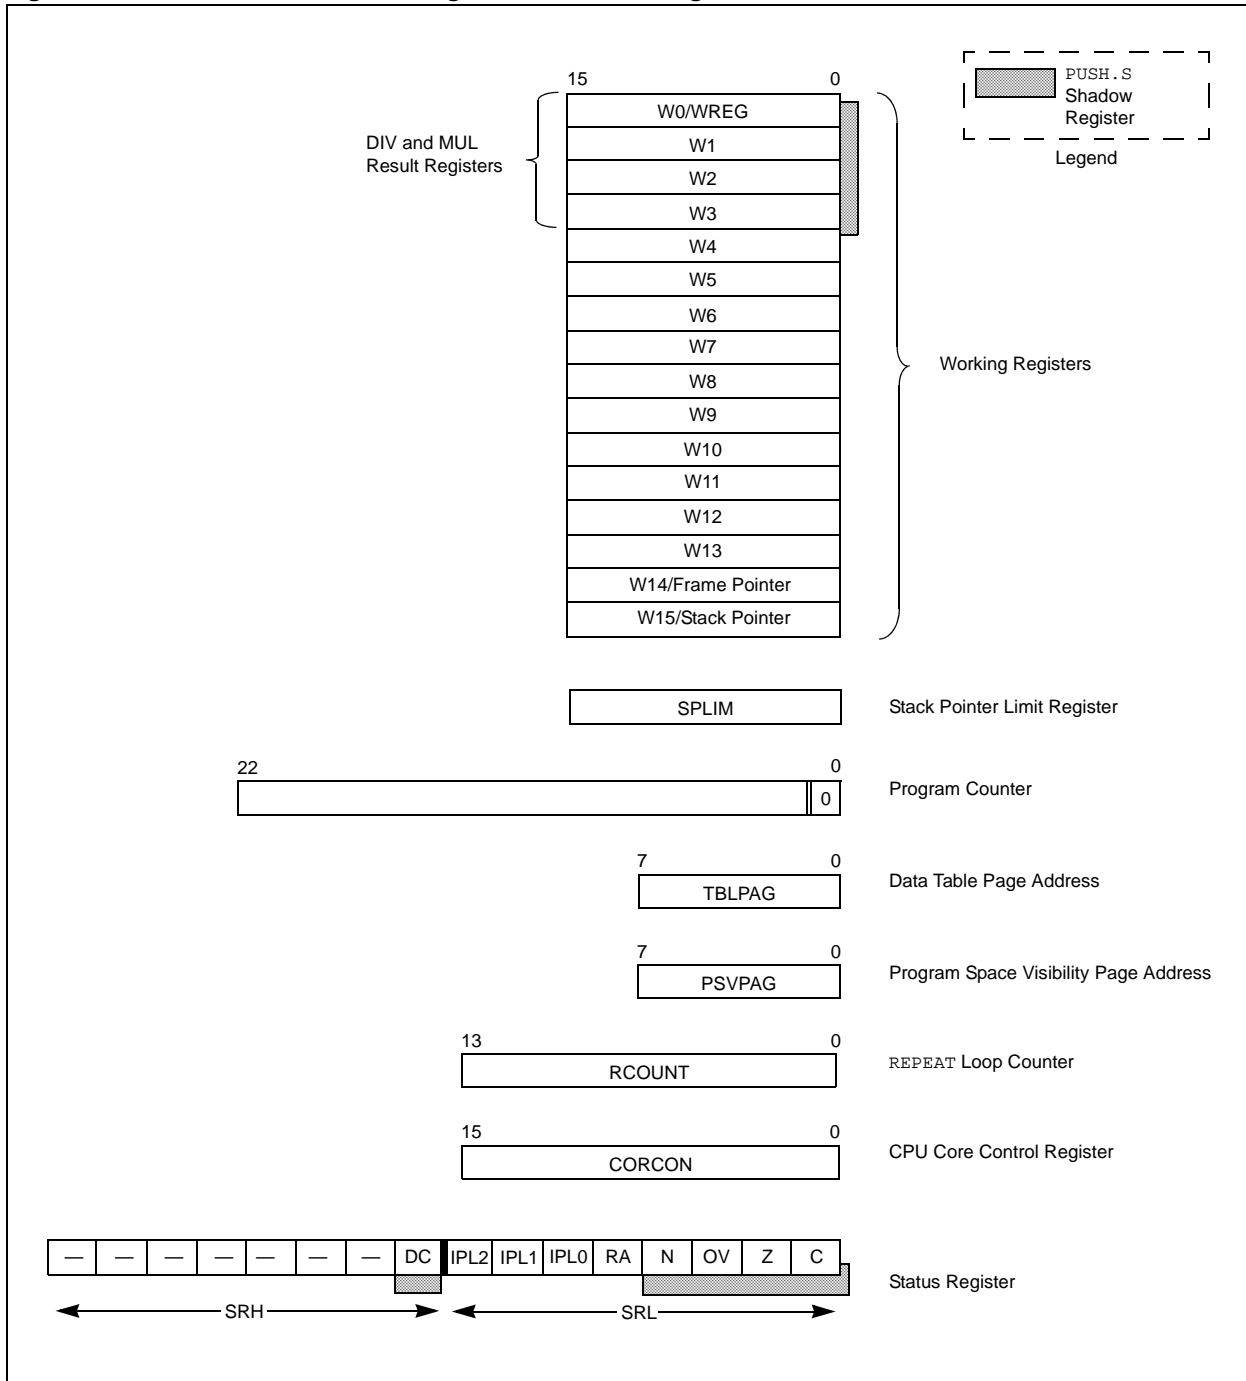 15 0
PUSH.S
Shadow
Register
Legend
DIV and MUL
Result Registers
W0/WREG
W1
W2
W3
W4
W5
W6
W7
W8
W9
W10
W11
W12
W13
W14/Frame Pointer
W15/Stack Pointer
Working Registers
SPLIM
Stack Pointer Limit Register
22 0
0
Program Counter
7 0
TBLPAG
Data Table Page Address
7 0
PSVPAG
Program Space Visibility Page Address
13 0
RCOUNT
REPEAT Loop Counter
15 0
CORCON
CPU Core Control Register
— — — — — — — DC IPL2 IPL1 IPL0 RA N OV Z C
Status Register
SRH
SRL